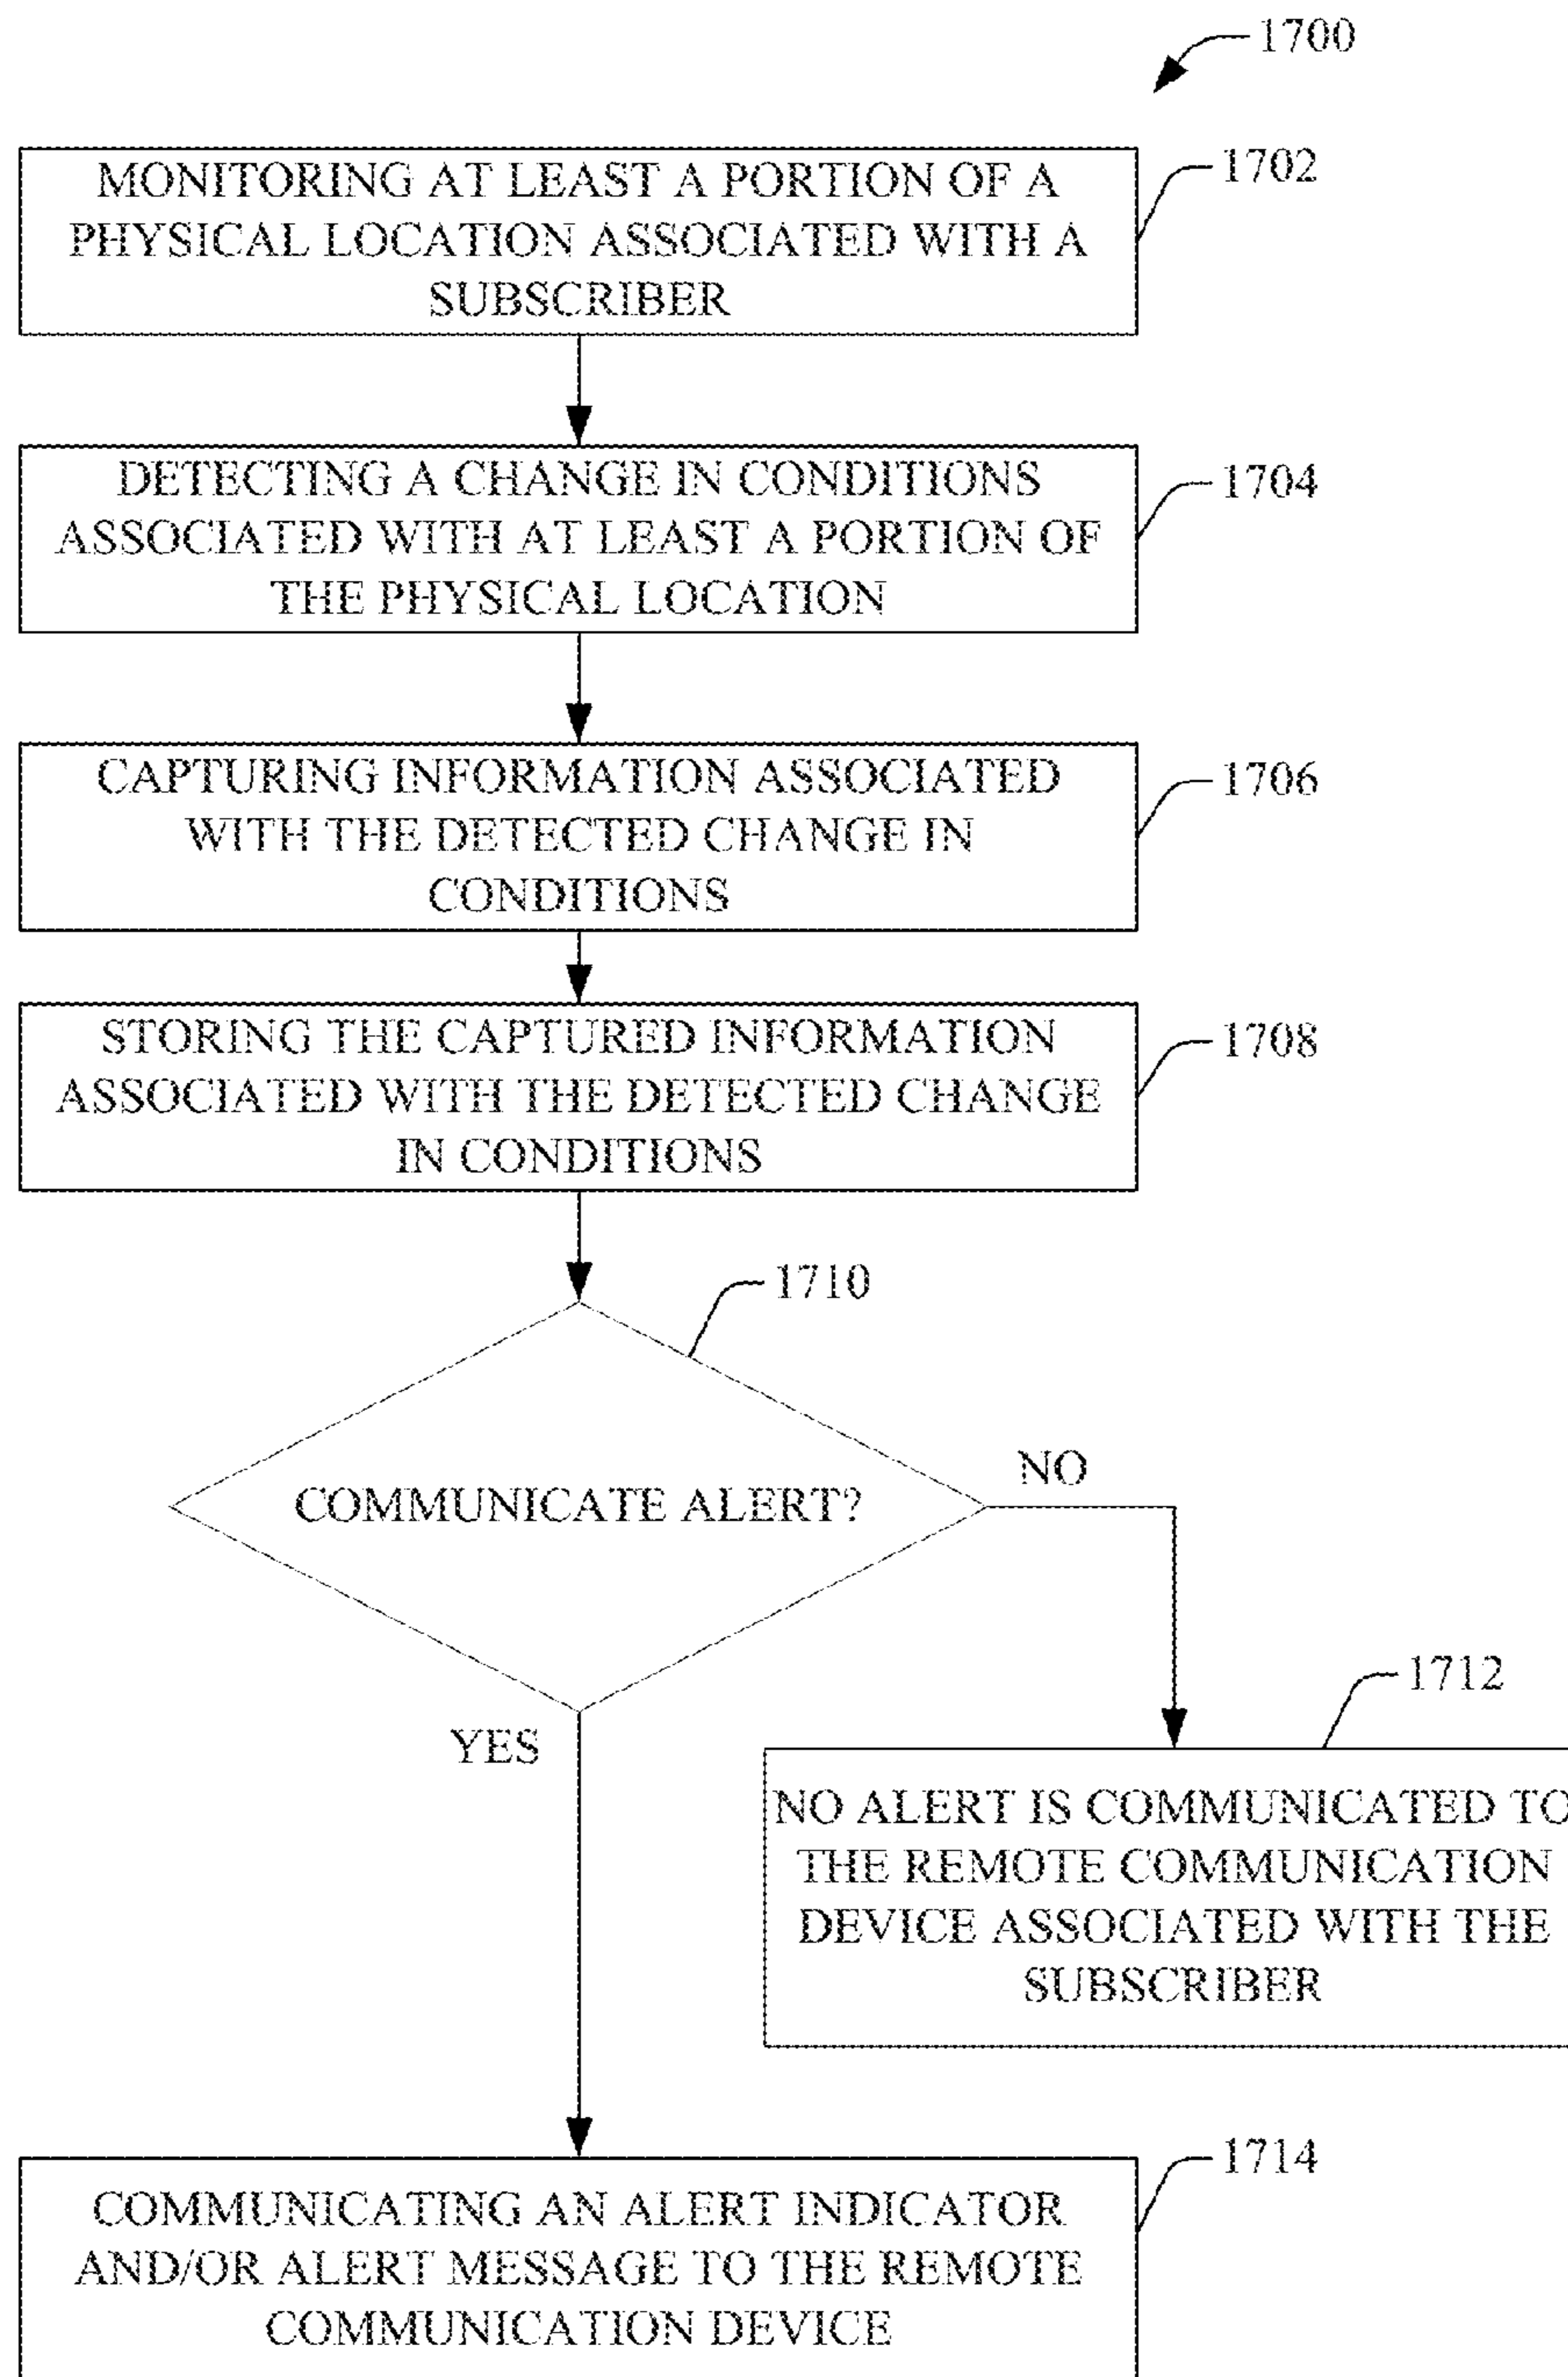 1700
MONITORING AT LEAST A PORTION OF A
PHYSICAL LOCATION ASSOCIATED WITH A
SUBSCRIBER
1702
DETECTING A CHANGE IN CONDITIONS
ASSOCIATED WITH AT LEAST A PORTION OF
THE PHYSICAL LOCATION
1704
CAPTURING INFORMATION ASSOCIATED
WITH THE DETECTED CHANGE IN
CONDITIONS
1706
STORING THE CAPTURED INFORMATION
ASSOCIATED WITH THE DETECTED CHANGE
IN CONDITIONS
1708
1710
COMMUNICATE ALERT?
NO
YES
1712
NO ALERT IS COMMUNICATED TO
THE REMOTE COMMUNICATION
DEVICE ASSOCIATED WITH THE
SUBSCRIBER
1714
COMMUNICATING AN ALERT INDICATOR
AND/OR ALERT MESSAGE TO THE REMOTE
COMMUNICATION DEVICE